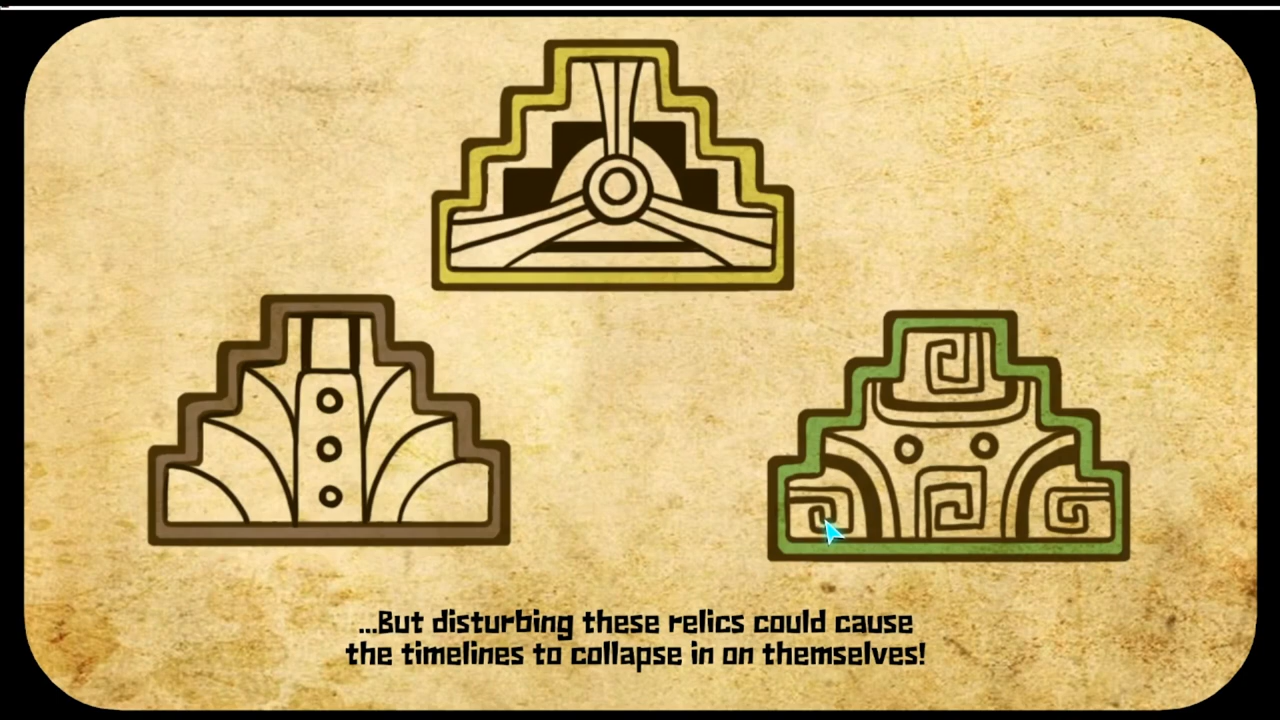 ...But disturbing these relics could cause
the timelines to collapse in on themselves!